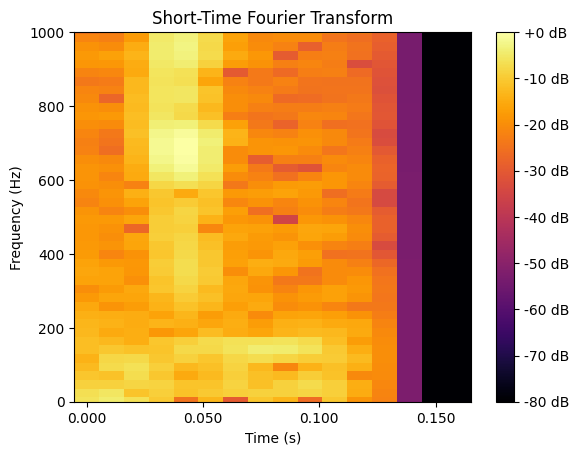 Short-Time Fourier Transform
Frequency (Hz)
1000
800
600
400
200
0
0.000
0.050
0.100
0.150
Time (s)
+0 dB
-10 dB
-20 dB
-30 dB
-40 dB
-50 dB
-60 dB
-70 dB
-80 dB